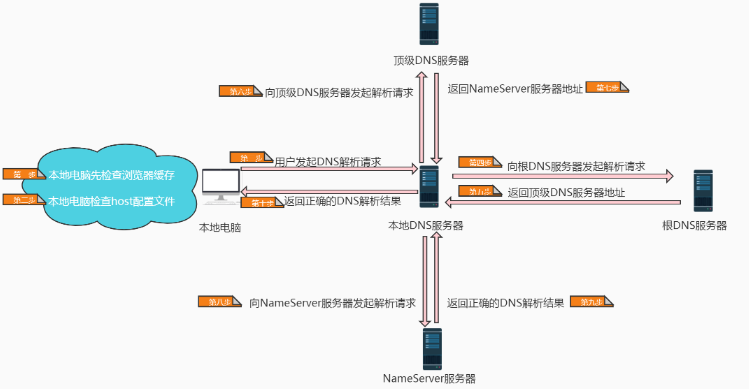 顶级DNS服务器
第六步 向顶级DNS服务器发起解析请求
返回NameServer服务器地址 第七步
第 步 用户发起DNS解析请求
第四步 向根DNS服务器发起解析请求
第 步 本地电脑先检查浏览器缓存
第五步 返回顶级DNS服务器地址
第二步 本地电脑检查host配置文件
第十步 返回正确的DNS解析结果
本地电脑
本地DNS服务器
根DNS服务器
第八步 向NameServer服务器发起解析请求
返回正确的DNS解析结果 第九步
NameServer服务器